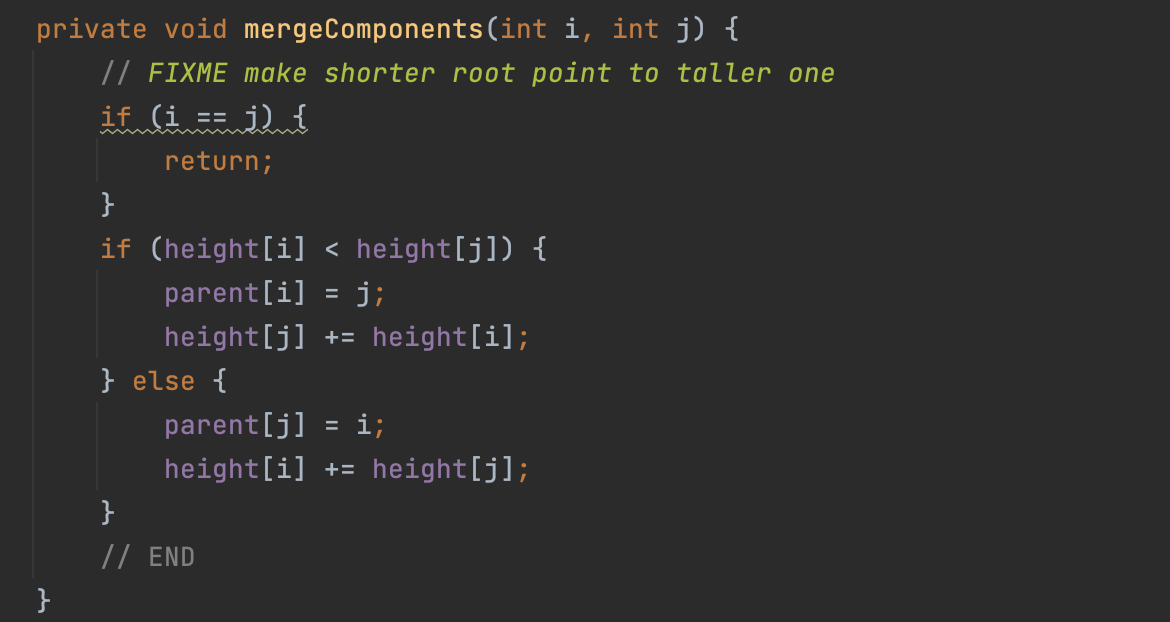 private void mergeComponents(int i, int j) {
    // FIXME make shorter root point to taller one
    if (i == j) {
        return;
    }
    if (height[i] < height[j]) {
        parent[i] = j;
        height[j] += height[i];
    } else {
        parent[j] = i;
        height[i] += height[j];
    }
    // END
}